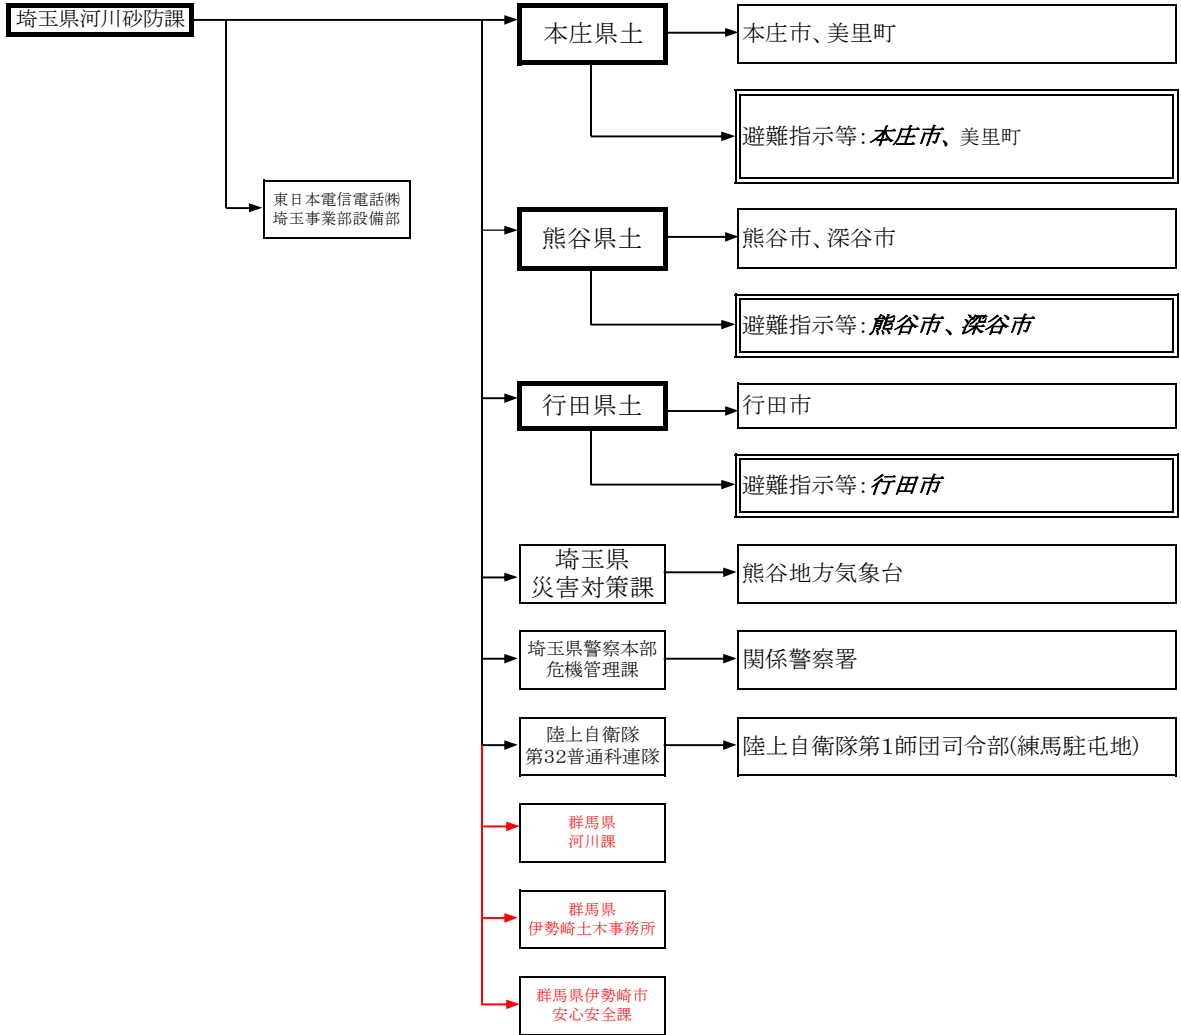 埼玉県河川砂防課
本庄県土
本庄市、美里町
避難指示等：本庄市、美里町
東日本電信電話㈱
埼玉事業部設備部
熊谷県土
熊谷市、深谷市
避難指示等：熊谷市、深谷市
行田県土
行田市
避難指示等：行田市
埼玉県
災害対策課
熊谷地方気象台
埼玉県警察本部
危機管理課
関係警察署
陸上自衛隊
第32普通科連隊
陸上自衛隊第1師団司令部(練馬駐屯地)
群馬県
河川課
群馬県
伊勢崎土木事務所
群馬県伊勢崎市
安心安全課